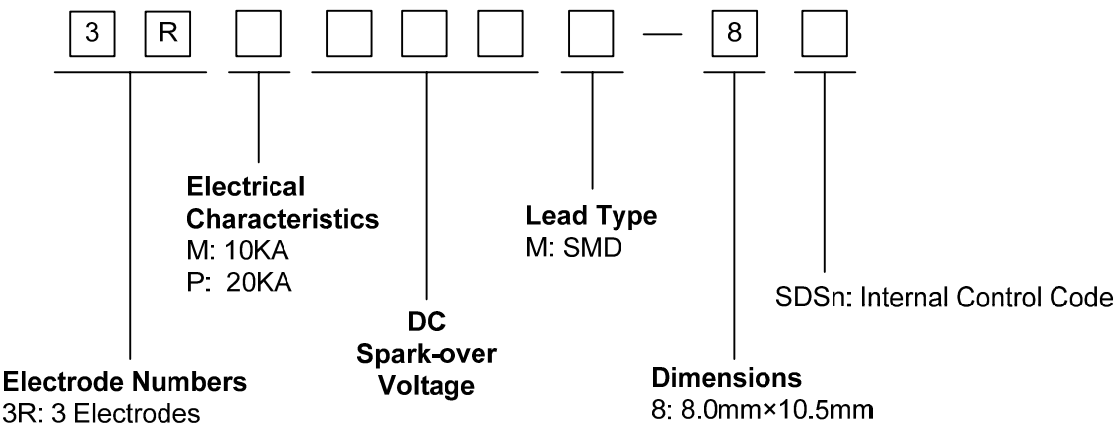 3 R — 8
Electrical
Characteristics
M: 10KA
P: 20KA
Lead Type
M: SMD
SDSn: Internal Control Code
DC
Spark-over
Voltage
Electrode Numbers
3R: 3 Electrodes
Dimensions
8: 8.0mm×10.5mm